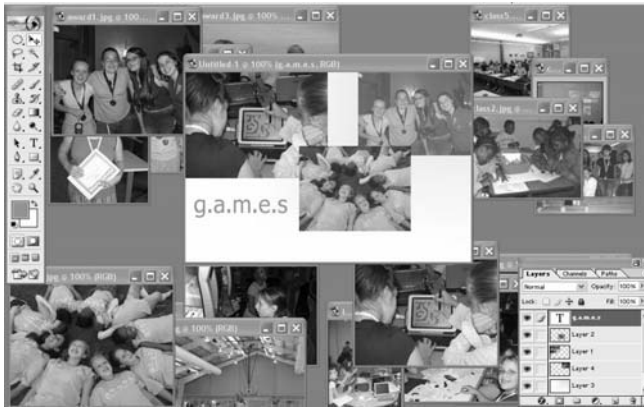 award1.jpg @ 100...
award3.jpg @ 100...
class5...
Untitled-1 @ 100% (g.a.m.e.s, RGB)
c...
class2.jpg @ ...
g.a.m.e.s
jpg @ 100% (RGB)
g.a @ 100% (RGB)
Layers
Channels
Paths
Normal
Opacity: 100%
Lock:
Fill: 100%
T g.a.m.e.s
Layer 2
Layer 1
Layer 4
Layer 3